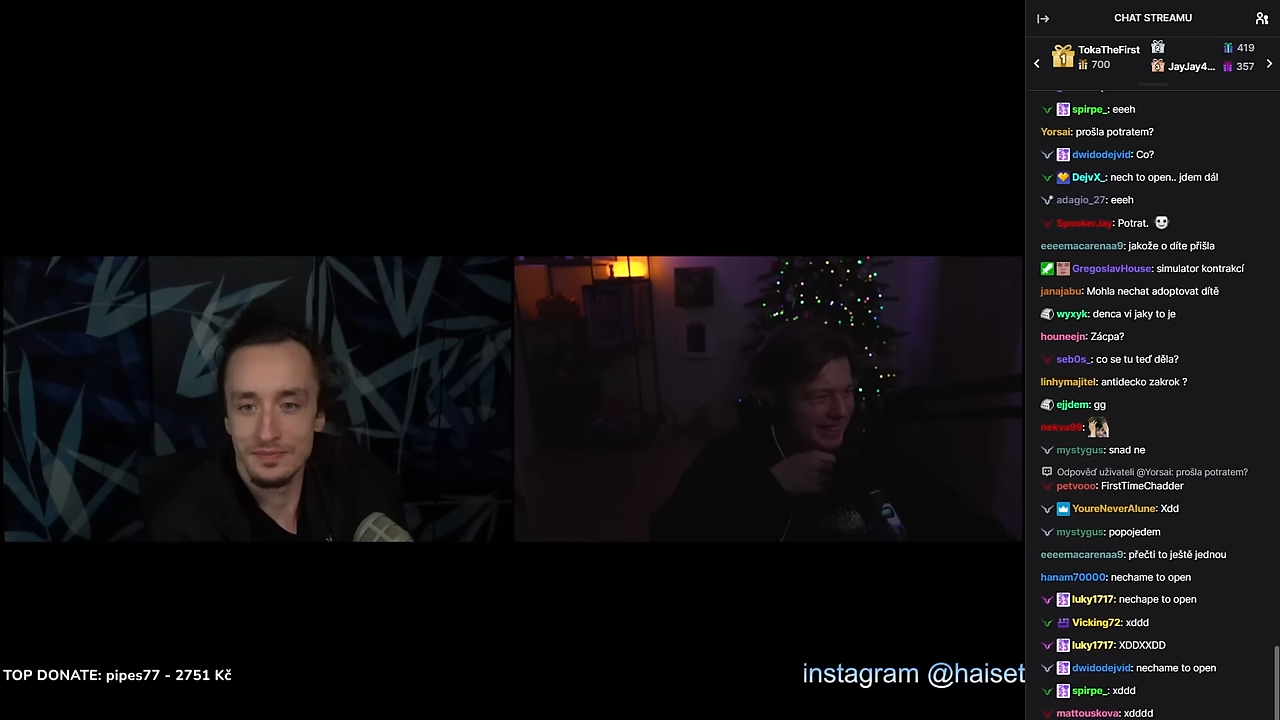 CHAT STREAMU
TokaTheFirst
700
419
JayJay4...
357
spirpe_: eeeh
Yorsai: prošla potratem?
dwidodejvid: Co?
DejvX_: nech to open.. jdem dál
adagio_27: eeeh
SpookerJay: Potrat.
eeeemacarenaa9: jakože o díte přišla
GregoslavHouse: simulator kontrakcí
janajabu: Mohla nechat adoptovat dítě
wyxyk: denca vi jaky to je
houneejn: Zácpa?
seb0s_: co se tu teď děla?
linhymajitel: antidecko zakrok ?
ejjdem: gg
nekva99:
mystygus: snad ne
Odpověď uživateli @Yorsai: prošla potratem?
petvooo: FirstTimeChadder
YoureNeverAlune: Xdd
mystygus: popojedem
eeeemacarenaa9: přečti to ještě jednou
hanam70000: nechame to open
luky1717: nechape to open
Vicking72: xddd
luky1717: XDDXXDD
dwidodejvid: nechame to open
spirpe_: xddd
mattouskova: xdddd
TOP DONATE: pipes77 - 2751 Kč
instagram @haiset